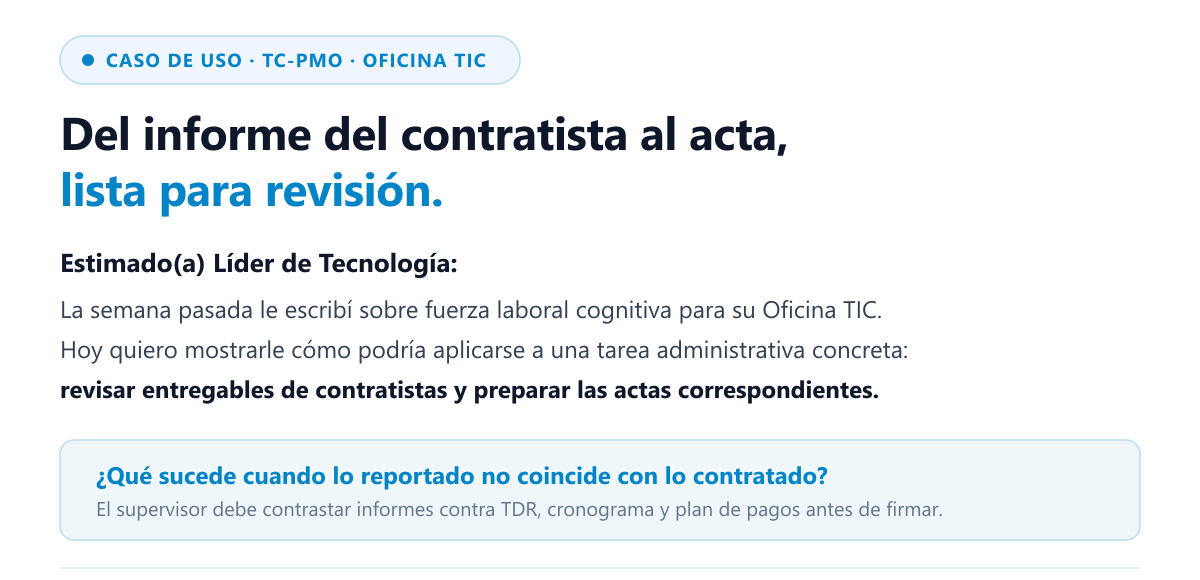 CASO DE USO · TC-PMO · OFICINA TIC
Del informe del contratista al acta,
lista para revisión.
Estimado(a) Líder de Tecnología:
La semana pasada le escribí sobre fuerza laboral cognitiva para su Oficina TIC.
Hoy quiero mostrarle cómo podría aplicarse a una tarea administrativa concreta:
revisar entregables de contratistas y preparar las actas correspondientes.
¿Qué sucede cuando lo reportado no coincide con lo contratado?
El supervisor debe contrastar informes contra TDR, cronograma y plan de pagos antes de firmar.